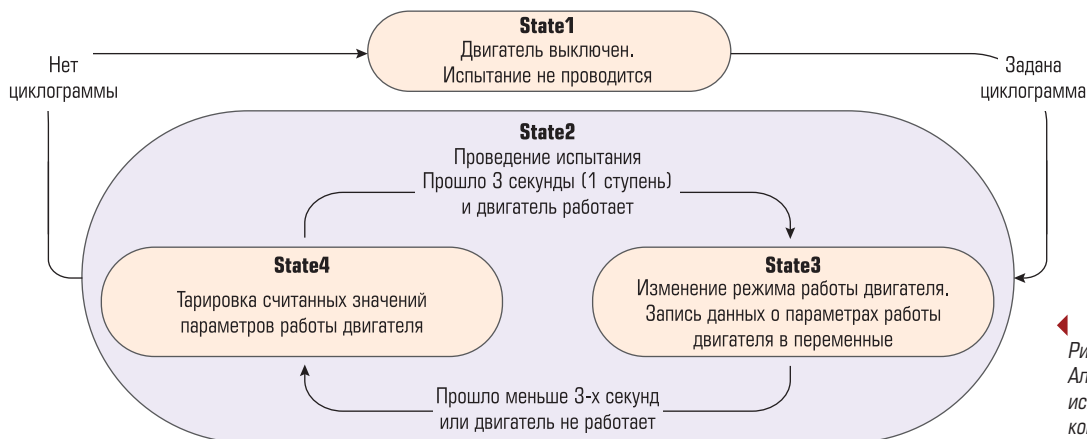 State1
Двигатель выключен.
Испытание не проводится
Нет
циклограммы
Задана
циклограмма
State2
Проведение испытания
Прошло 3 секунды (1 ступень)
и двигатель работает
State4
Тарировка считанных значений
параметров работы двигателя
State3
Изменение режима работы двигателя.
Запись данных о параметрах работы
двигателя в переменные
Прошло меньше 3-х секунд
или двигатель не работает